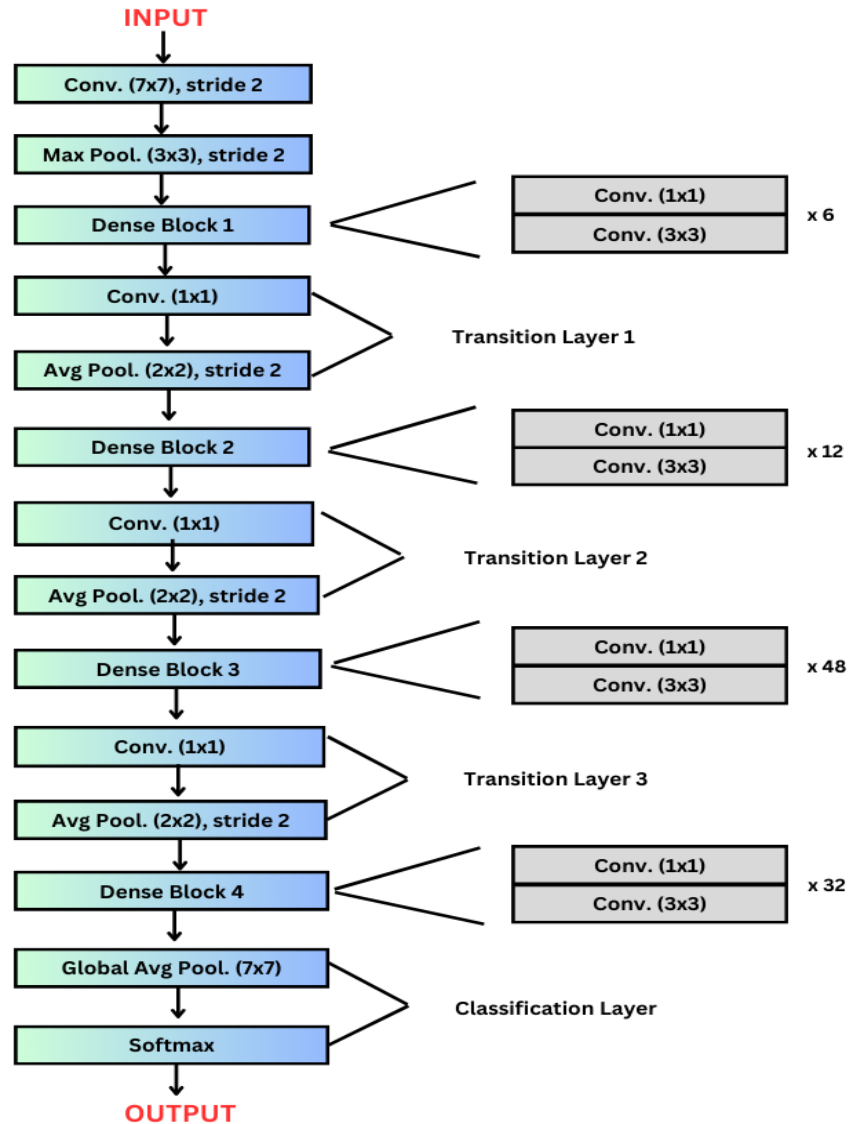 INPUT
Conv. (7x7), stride 2
Max Pool. (3x3), stride 2
Dense Block 1
Conv. (1x1)
Conv. (3x3)
x 6
Conv. (1x1)
Avg Pool. (2x2), stride 2
Transition Layer 1
Dense Block 2
Conv. (1x1)
Conv. (3x3)
x 12
Conv. (1x1)
Avg Pool. (2x2), stride 2
Transition Layer 2
Dense Block 3
Conv. (1x1)
Conv. (3x3)
x 48
Conv. (1x1)
Avg Pool. (2x2), stride 2
Transition Layer 3
Dense Block 4
Conv. (1x1)
Conv. (3x3)
x 32
Global Avg Pool. (7x7)
Softmax
Classification Layer
OUTPUT